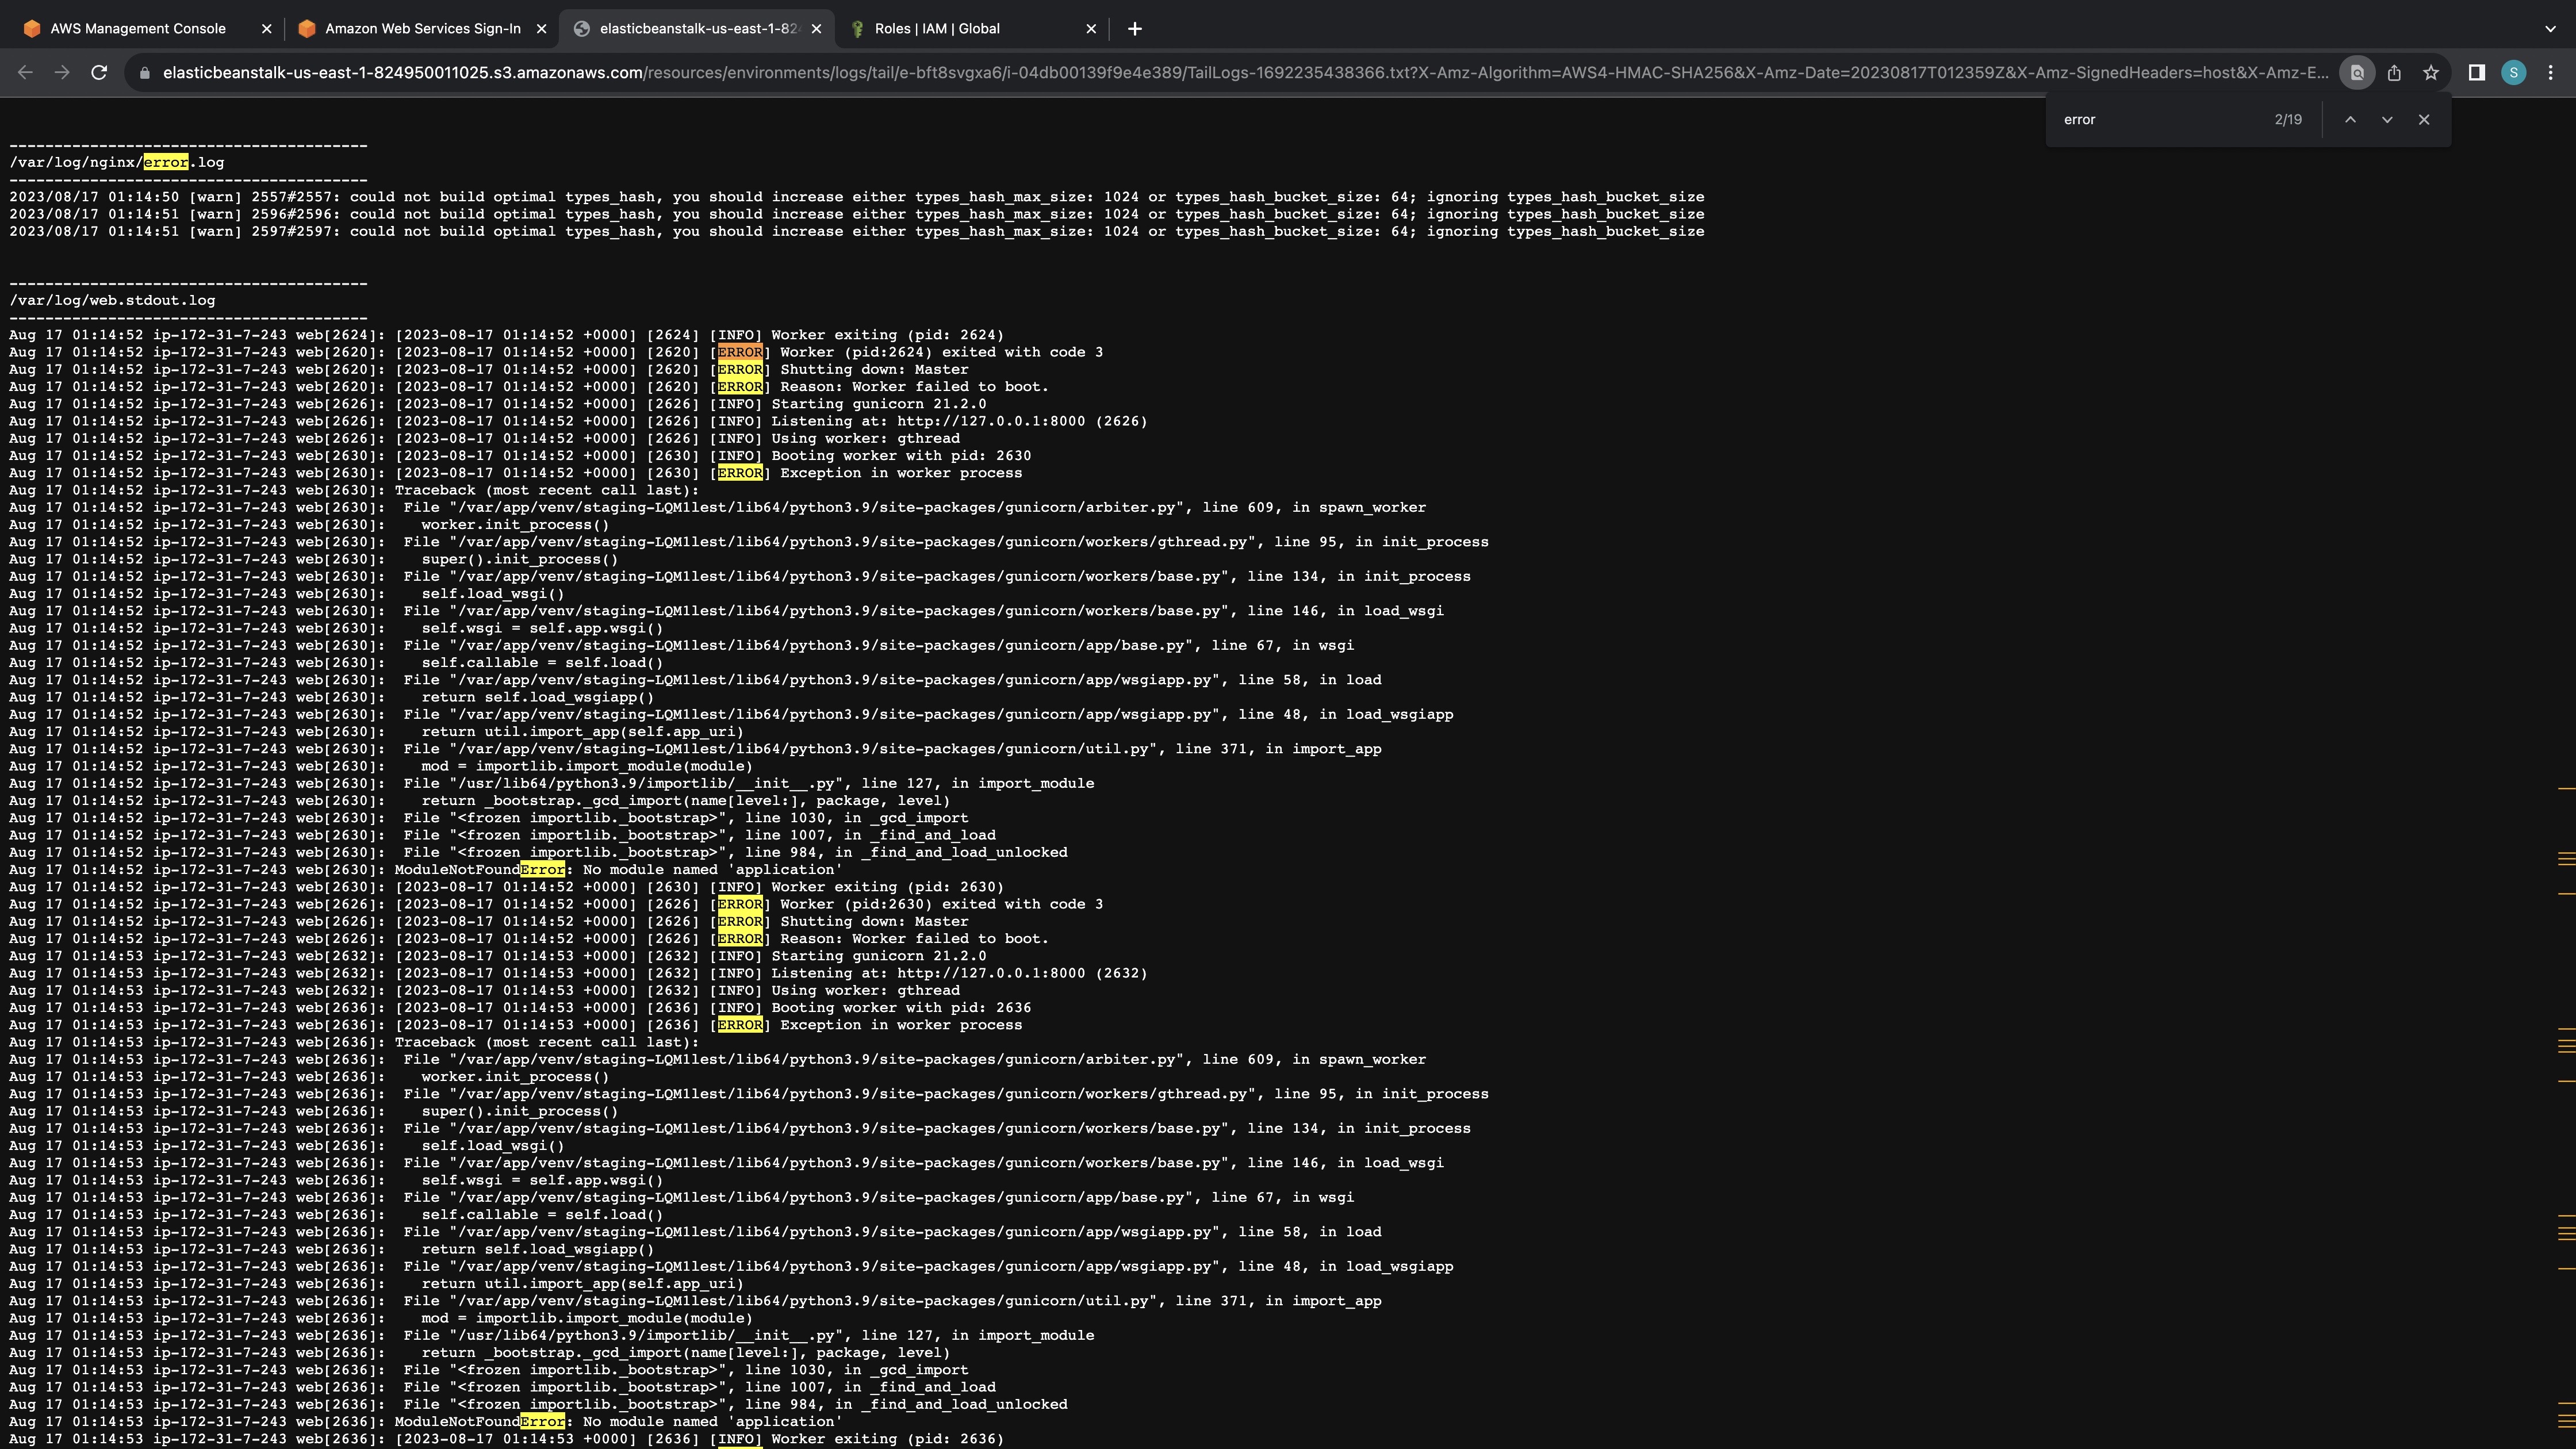 AWS Management Console
Amazon Web Services Sign-In
elasticbeanstalk-us-east-1-82
Roles | IAM | Global
elasticbeanstalk-us-east-1-824950011025.s3.amazonaws.com/resources/environments/logs/tail/e-bft8svgxa6/i-04db00139f9e4e389/TailLogs-1692235438366.txt?X-Amz-Algorithm=AWS4-HMAC-SHA256&X-Amz-Date=20230817T012359Z&X-Amz-SignedHeaders=host&X-Amz-E...
S
error 2/19
----------------------------------------
/var/log/nginx/error.log
----------------------------------------
2023/08/17 01:14:50 [warn] 2557#2557: could not build optimal types_hash, you should increase either types_hash_max_size: 1024 or types_hash_bucket_size: 64; ignoring types_hash_bucket_size
2023/08/17 01:14:51 [warn] 2596#2596: could not build optimal types_hash, you should increase either types_hash_max_size: 1024 or types_hash_bucket_size: 64; ignoring types_hash_bucket_size
2023/08/17 01:14:51 [warn] 2597#2597: could not build optimal types_hash, you should increase either types_hash_max_size: 1024 or types_hash_bucket_size: 64; ignoring types_hash_bucket_size
----------------------------------------
/var/log/web.stdout.log
----------------------------------------
Aug 17 01:14:52 ip-172-31-7-243 web[2624]: [2023-08-17 01:14:52 +0000] [2624] [INFO] Worker exiting (pid: 2624)
Aug 17 01:14:52 ip-172-31-7-243 web[2620]: [2023-08-17 01:14:52 +0000] [2620] [ERROR] Worker (pid:2624) exited with code 3
Aug 17 01:14:52 ip-172-31-7-243 web[2620]: [2023-08-17 01:14:52 +0000] [2620] [ERROR] Shutting down: Master
Aug 17 01:14:52 ip-172-31-7-243 web[2620]: [2023-08-17 01:14:52 +0000] [2620] [ERROR] Reason: Worker failed to boot.
Aug 17 01:14:52 ip-172-31-7-243 web[2626]: [2023-08-17 01:14:52 +0000] [2626] [INFO] Starting gunicorn 21.2.0
Aug 17 01:14:52 ip-172-31-7-243 web[2626]: [2023-08-17 01:14:52 +0000] [2626] [INFO] Listening at: http://127.0.0.1:8000 (2626)
Aug 17 01:14:52 ip-172-31-7-243 web[2626]: [2023-08-17 01:14:52 +0000] [2626] [INFO] Using worker: gthread
Aug 17 01:14:52 ip-172-31-7-243 web[2630]: [2023-08-17 01:14:52 +0000] [2630] [INFO] Booting worker with pid: 2630
Aug 17 01:14:52 ip-172-31-7-243 web[2630]: [2023-08-17 01:14:52 +0000] [2630] [ERROR] Exception in worker process
Aug 17 01:14:52 ip-172-31-7-243 web[2630]: Traceback (most recent call last):
Aug 17 01:14:52 ip-172-31-7-243 web[2630]:  File "/var/app/venv/staging-LQM1lest/lib64/python3.9/site-packages/gunicorn/arbiter.py", line 609, in spawn_worker
Aug 17 01:14:52 ip-172-31-7-243 web[2630]:    worker.init_process()
Aug 17 01:14:52 ip-172-31-7-243 web[2630]:  File "/var/app/venv/staging-LQM1lest/lib64/python3.9/site-packages/gunicorn/workers/gthread.py", line 95, in init_process
Aug 17 01:14:52 ip-172-31-7-243 web[2630]:    super().init_process()
Aug 17 01:14:52 ip-172-31-7-243 web[2630]:  File "/var/app/venv/staging-LQM1lest/lib64/python3.9/site-packages/gunicorn/workers/base.py", line 134, in init_process
Aug 17 01:14:52 ip-172-31-7-243 web[2630]:    self.load_wsgi()
Aug 17 01:14:52 ip-172-31-7-243 web[2630]:  File "/var/app/venv/staging-LQM1lest/lib64/python3.9/site-packages/gunicorn/workers/base.py", line 146, in load_wsgi
Aug 17 01:14:52 ip-172-31-7-243 web[2630]:    self.wsgi = self.app.wsgi()
Aug 17 01:14:52 ip-172-31-7-243 web[2630]:  File "/var/app/venv/staging-LQM1lest/lib64/python3.9/site-packages/gunicorn/app/base.py", line 67, in wsgi
Aug 17 01:14:52 ip-172-31-7-243 web[2630]:    self.callable = self.load()
Aug 17 01:14:52 ip-172-31-7-243 web[2630]:  File "/var/app/venv/staging-LQM1lest/lib64/python3.9/site-packages/gunicorn/app/wsgiapp.py", line 58, in load
Aug 17 01:14:52 ip-172-31-7-243 web[2630]:    return self.load_wsgiapp()
Aug 17 01:14:52 ip-172-31-7-243 web[2630]:  File "/var/app/venv/staging-LQM1lest/lib64/python3.9/site-packages/gunicorn/app/wsgiapp.py", line 48, in load_wsgiapp
Aug 17 01:14:52 ip-172-31-7-243 web[2630]:    return util.import_app(self.app_uri)
Aug 17 01:14:52 ip-172-31-7-243 web[2630]:  File "/var/app/venv/staging-LQM1lest/lib64/python3.9/site-packages/gunicorn/util.py", line 371, in import_app
Aug 17 01:14:52 ip-172-31-7-243 web[2630]:    mod = importlib.import_module(module)
Aug 17 01:14:52 ip-172-31-7-243 web[2630]:  File "/usr/lib64/python3.9/importlib/__init__.py", line 127, in import_module
Aug 17 01:14:52 ip-172-31-7-243 web[2630]:    return _bootstrap._gcd_import(name[level:], package, level)
Aug 17 01:14:52 ip-172-31-7-243 web[2630]:  File "<frozen importlib._bootstrap>", line 1030, in _gcd_import
Aug 17 01:14:52 ip-172-31-7-243 web[2630]:  File "<frozen importlib._bootstrap>", line 1007, in _find_and_load
Aug 17 01:14:52 ip-172-31-7-243 web[2630]:  File "<frozen importlib._bootstrap>", line 984, in _find_and_load_unlocked
Aug 17 01:14:52 ip-172-31-7-243 web[2630]: ModuleNotFoundError: No module named 'application'
Aug 17 01:14:52 ip-172-31-7-243 web[2630]: [2023-08-17 01:14:52 +0000] [2630] [INFO] Worker exiting (pid: 2630)
Aug 17 01:14:52 ip-172-31-7-243 web[2626]: [2023-08-17 01:14:52 +0000] [2626] [ERROR] Worker (pid:2630) exited with code 3
Aug 17 01:14:52 ip-172-31-7-243 web[2626]: [2023-08-17 01:14:52 +0000] [2626] [ERROR] Shutting down: Master
Aug 17 01:14:52 ip-172-31-7-243 web[2626]: [2023-08-17 01:14:52 +0000] [2626] [ERROR] Reason: Worker failed to boot.
Aug 17 01:14:53 ip-172-31-7-243 web[2632]: [2023-08-17 01:14:53 +0000] [2632] [INFO] Starting gunicorn 21.2.0
Aug 17 01:14:53 ip-172-31-7-243 web[2632]: [2023-08-17 01:14:53 +0000] [2632] [INFO] Listening at: http://127.0.0.1:8000 (2632)
Aug 17 01:14:53 ip-172-31-7-243 web[2632]: [2023-08-17 01:14:53 +0000] [2632] [INFO] Using worker: gthread
Aug 17 01:14:53 ip-172-31-7-243 web[2636]: [2023-08-17 01:14:53 +0000] [2636] [INFO] Booting worker with pid: 2636
Aug 17 01:14:53 ip-172-31-7-243 web[2636]: [2023-08-17 01:14:53 +0000] [2636] [ERROR] Exception in worker process
Aug 17 01:14:53 ip-172-31-7-243 web[2636]: Traceback (most recent call last):
Aug 17 01:14:53 ip-172-31-7-243 web[2636]:  File "/var/app/venv/staging-LQM1lest/lib64/python3.9/site-packages/gunicorn/arbiter.py", line 609, in spawn_worker
Aug 17 01:14:53 ip-172-31-7-243 web[2636]:    worker.init_process()
Aug 17 01:14:53 ip-172-31-7-243 web[2636]:  File "/var/app/venv/staging-LQM1lest/lib64/python3.9/site-packages/gunicorn/workers/gthread.py", line 95, in init_process
Aug 17 01:14:53 ip-172-31-7-243 web[2636]:    super().init_process()
Aug 17 01:14:53 ip-172-31-7-243 web[2636]:  File "/var/app/venv/staging-LQM1lest/lib64/python3.9/site-packages/gunicorn/workers/base.py", line 134, in init_process
Aug 17 01:14:53 ip-172-31-7-243 web[2636]:    self.load_wsgi()
Aug 17 01:14:53 ip-172-31-7-243 web[2636]:  File "/var/app/venv/staging-LQM1lest/lib64/python3.9/site-packages/gunicorn/workers/base.py", line 146, in load_wsgi
Aug 17 01:14:53 ip-172-31-7-243 web[2636]:    self.wsgi = self.app.wsgi()
Aug 17 01:14:53 ip-172-31-7-243 web[2636]:  File "/var/app/venv/staging-LQM1lest/lib64/python3.9/site-packages/gunicorn/app/base.py", line 67, in wsgi
Aug 17 01:14:53 ip-172-31-7-243 web[2636]:    self.callable = self.load()
Aug 17 01:14:53 ip-172-31-7-243 web[2636]:  File "/var/app/venv/staging-LQM1lest/lib64/python3.9/site-packages/gunicorn/app/wsgiapp.py", line 58, in load
Aug 17 01:14:53 ip-172-31-7-243 web[2636]:    return self.load_wsgiapp()
Aug 17 01:14:53 ip-172-31-7-243 web[2636]:  File "/var/app/venv/staging-LQM1lest/lib64/python3.9/site-packages/gunicorn/app/wsgiapp.py", line 48, in load_wsgiapp
Aug 17 01:14:53 ip-172-31-7-243 web[2636]:    return util.import_app(self.app_uri)
Aug 17 01:14:53 ip-172-31-7-243 web[2636]:  File "/var/app/venv/staging-LQM1lest/lib64/python3.9/site-packages/gunicorn/util.py", line 371, in import_app
Aug 17 01:14:53 ip-172-31-7-243 web[2636]:    mod = importlib.import_module(module)
Aug 17 01:14:53 ip-172-31-7-243 web[2636]:  File "/usr/lib64/python3.9/importlib/__init__.py", line 127, in import_module
Aug 17 01:14:53 ip-172-31-7-243 web[2636]:    return _bootstrap._gcd_import(name[level:], package, level)
Aug 17 01:14:53 ip-172-31-7-243 web[2636]:  File "<frozen importlib._bootstrap>", line 1030, in _gcd_import
Aug 17 01:14:53 ip-172-31-7-243 web[2636]:  File "<frozen importlib._bootstrap>", line 1007, in _find_and_load
Aug 17 01:14:53 ip-172-31-7-243 web[2636]:  File "<frozen importlib._bootstrap>", line 984, in _find_and_load_unlocked
Aug 17 01:14:53 ip-172-31-7-243 web[2636]: ModuleNotFoundError: No module named 'application'
Aug 17 01:14:53 ip-172-31-7-243 web[2636]: [2023-08-17 01:14:53 +0000] [2636] [INFO] Worker exiting (pid: 2636)